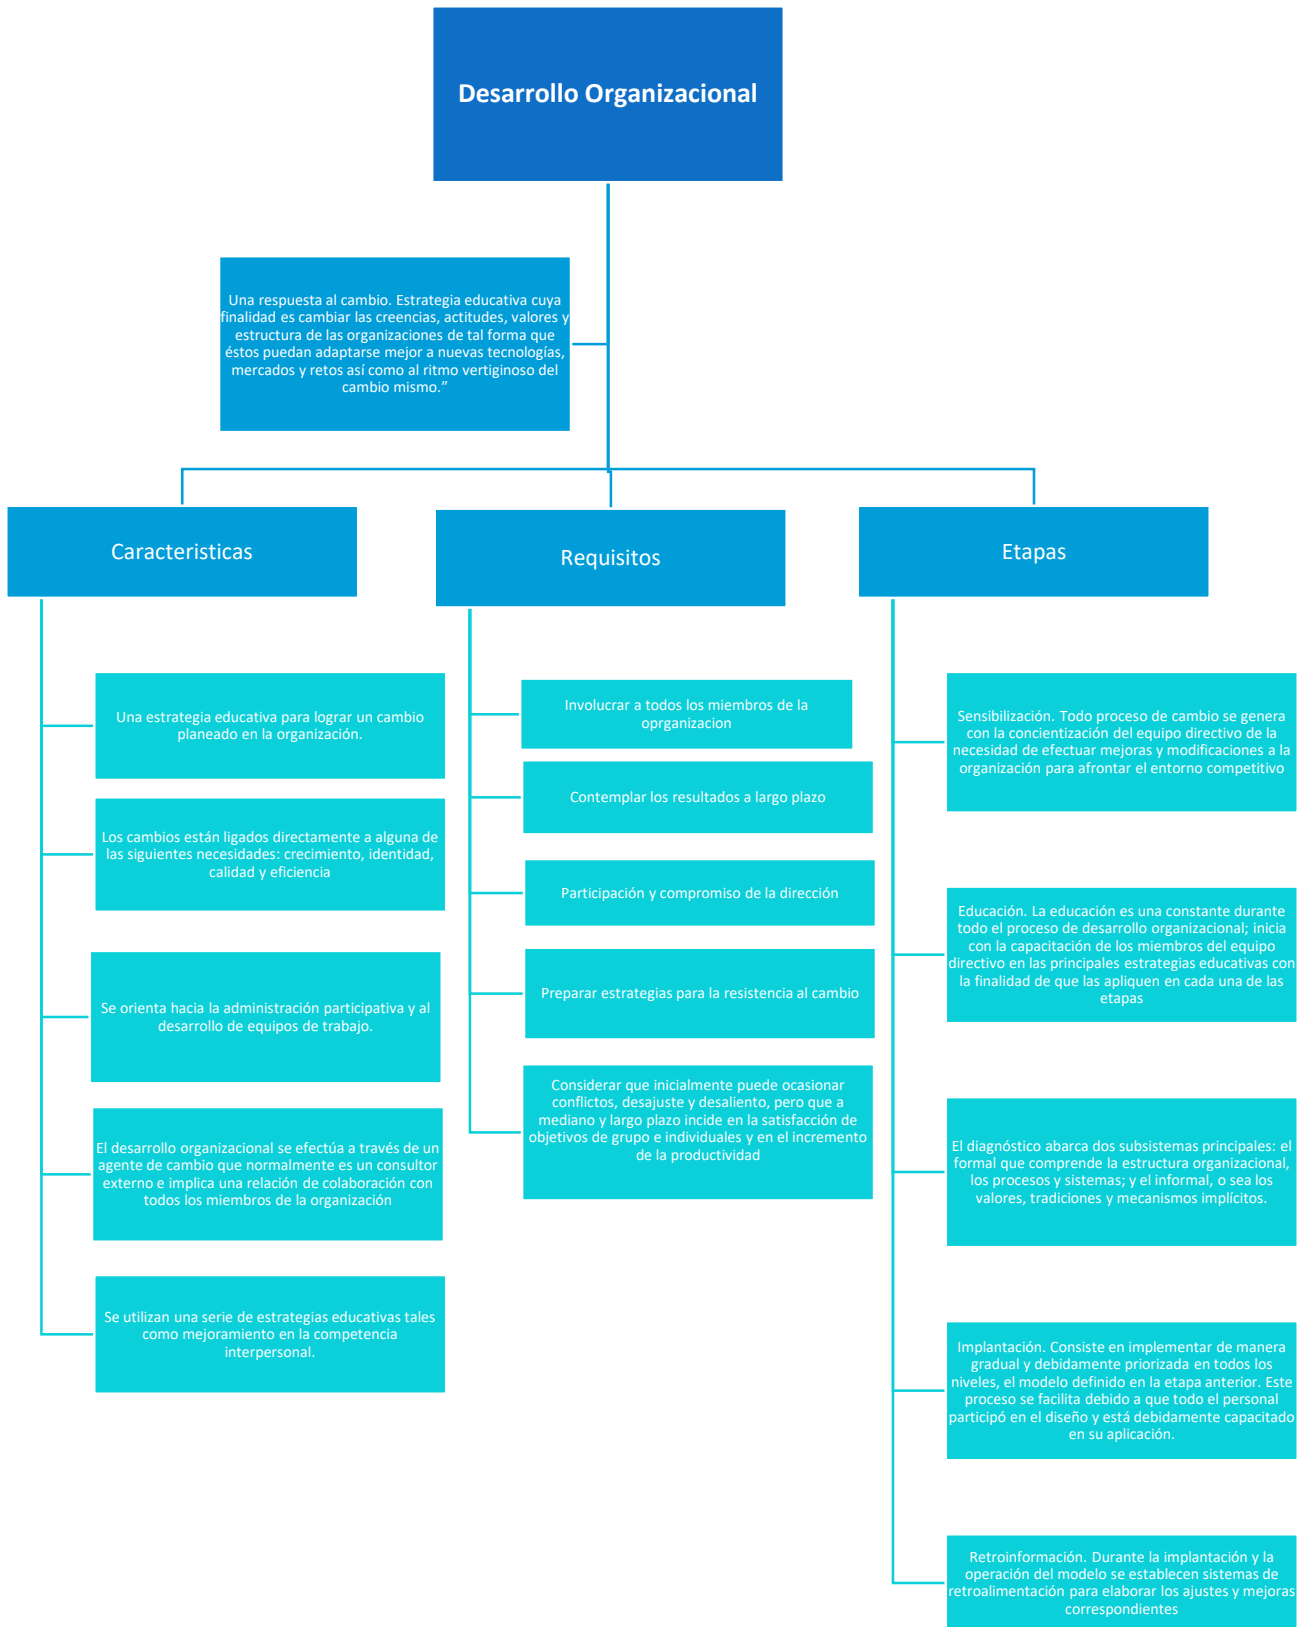 Desarrollo Organizacional
Una respuesta al cambio. Estrategia educativa cuya
finalidad es cambiar las creencias, actitudes, valores y
estructura de las organizaciones de tal forma que
éstos puedan adaptarse mejor a nuevas tecnologías,
mercados y retos así como al ritmo vertiginoso del
cambio mismo.”
Caracteristicas
Una estrategia educativa para lograr un cambio
planeado en la organización.
Los cambios están ligados directamente a alguna de
las siguientes necesidades: crecimiento, identidad,
calidad y eficiencia
Se orienta hacia la administración participativa y al
desarrollo de equipos de trabajo.
El desarrollo organizacional se efectúa a través de un
agente de cambio que normalmente es un consultor
externo e implica una relación de colaboración con
todos los miembros de la organización
Se utilizan una serie de estrategias educativas tales
como mejoramiento en la competencia
interpersonal.
Requisitos
Involucrar a todos los miembros de la
oprganizacion
Contemplar los resultados a largo plazo
Participación y compromiso de la dirección
Preparar estrategias para la resistencia al cambio
Considerar que inicialmente puede ocasionar
conflictos, desajuste y desaliento, pero que a
mediano y largo plazo incide en la satisfacción de
objetivos de grupo e individuales y en el incremento
de la productividad
Etapas
Sensibilización. Todo proceso de cambio se genera
con la concientización del equipo directivo de la
necesidad de efectuar mejoras y modificaciones a la
organización para afrontar el entorno competitivo
Educación. La educación es una constante durante
todo el proceso de desarrollo organizacional; inicia
con la capacitación de los miembros del equipo
directivo en las principales estrategias educativas con
la finalidad de que las apliquen en cada una de las
etapas
El diagnóstico abarca dos subsistemas principales: el
formal que comprende la estructura organizacional,
los procesos y sistemas; y el informal, o sea los
valores, tradiciones y mecanismos implícitos.
Implantación. Consiste en implementar de manera
gradual y debidamente priorizada en todos los
niveles, el modelo definido en la etapa anterior. Este
proceso se facilita debido a que todo el personal
participó en el diseño y está debidamente capacitado
en su aplicación.
Retroinformación. Durante la implantación y la
operación del modelo se establecen sistemas de
retroalimentación para elaborar los ajustes y mejoras
correspondientes